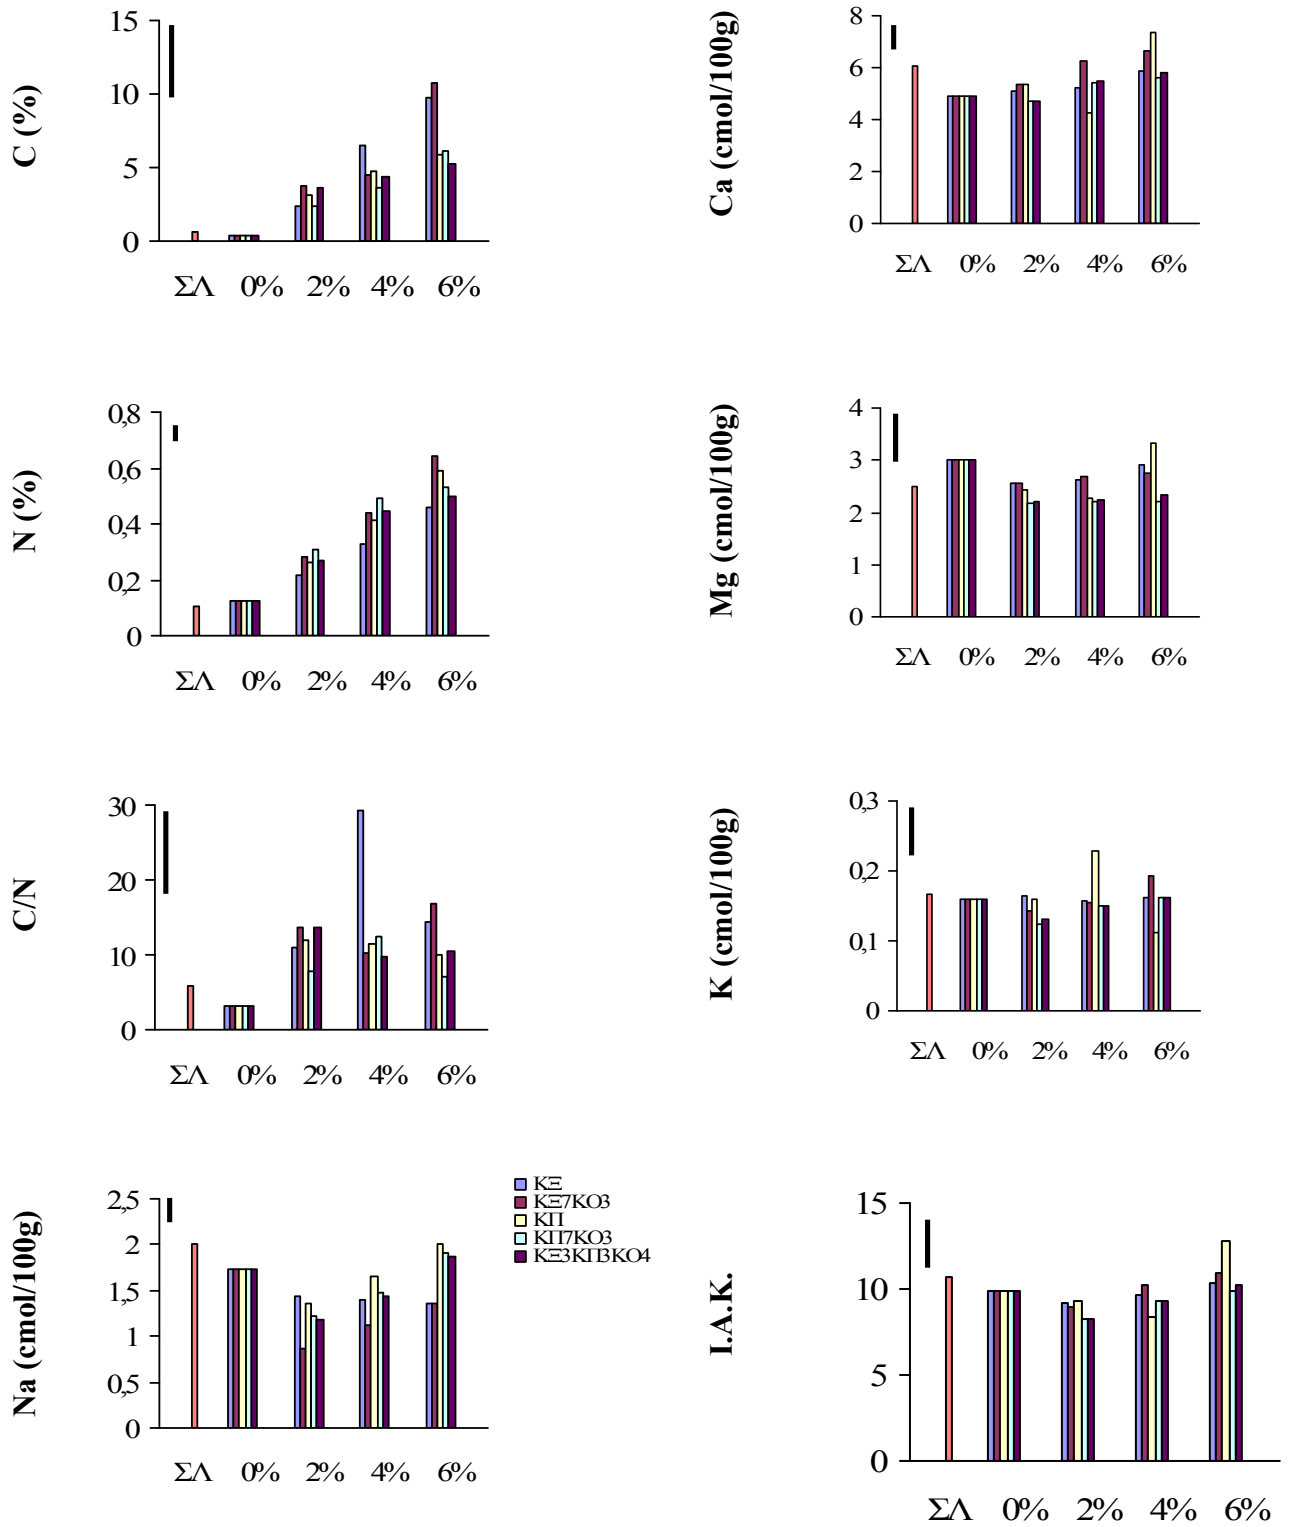 C (%)
15
10
5
0
ΣΛ 0% 2% 4% 6%
Ca (cmol/100g)
8
6
4
2
0
ΣΛ 0% 2% 4% 6%
N (%)
0,8
0,6
0,4
0,2
0
ΣΛ 0% 2% 4% 6%
Mg (cmol/100g)
4
3
2
1
0
ΣΛ 0% 2% 4% 6%
C/N
30
20
10
0
ΣΛ 0% 2% 4% 6%
K (cmol/100g)
0,3
0,2
0,1
0
ΣΛ 0% 2% 4% 6%
Na (cmol/100g)
2,5
2
1,5
1
0,5
0
ΣΛ 0% 2% 4% 6%
ΚΞ
ΚΞ7ΚΟ3
ΚΠ
ΚΠ7ΚΟ3
ΚΞ3ΚΠ3ΚΟ4
I.A.K.
15
10
5
0
ΣΛ 0% 2% 4% 6%